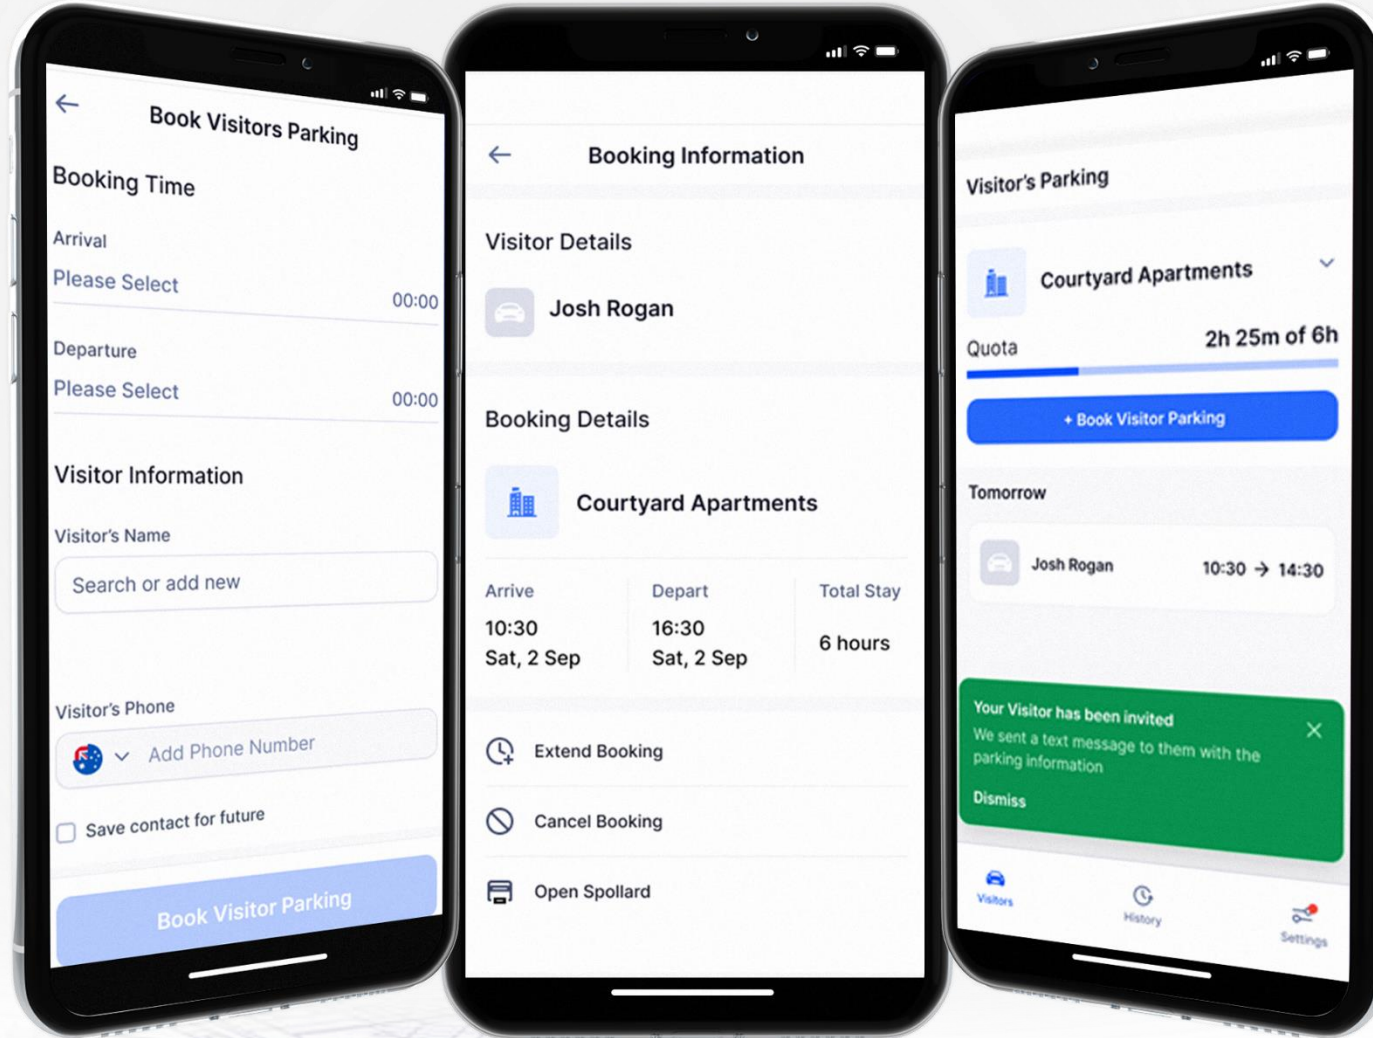 Book Visitors Parking
Booking Time
Arrival
Please Select 00:00
Departure
Please Select 00:00
Visitor Information
Visitor's Name
Search or add new
Visitor's Phone
Add Phone Number
Save contact for future
Book Visitor Parking
Booking Information
Visitor Details
Josh Rogan
Booking Details
Courtyard Apartments
Arrive Depart Total Stay
10:30 16:30 6 hours
Sat, 2 Sep Sat, 2 Sep
Extend Booking
Cancel Booking
Open Spollard
Visitor's Parking
Courtyard Apartments
Quota 2h 25m of 6h
+ Book Visitor Parking
Tomorrow
Josh Rogan 10:30 → 14:30
Your Visitor has been invited
We sent a text message to them with the
parking information
Dismiss
Visitors History Settings